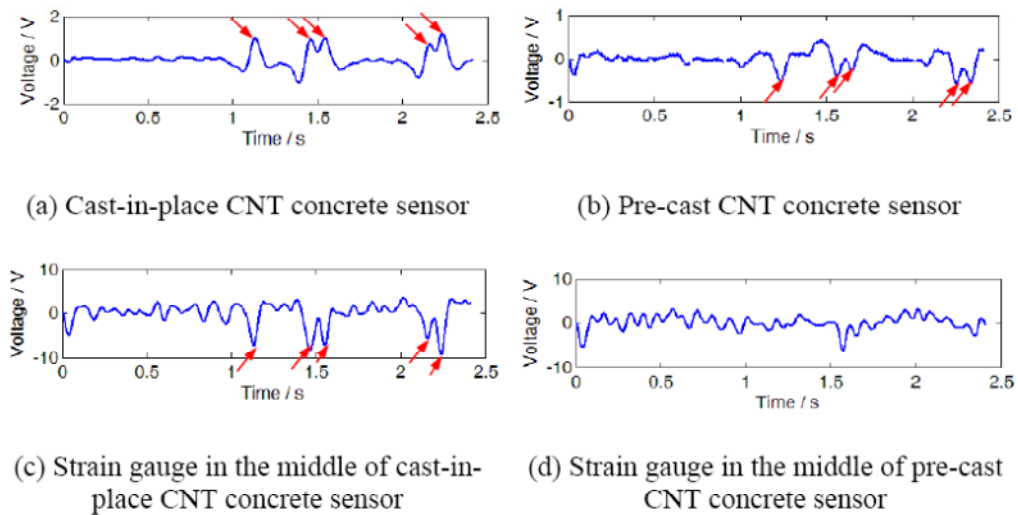 2
0
-2
Voltage / V
0
0.5
1
1.5
2
2.5
Time / s
(a) Cast-in-place CNT concrete sensor
1
0
-1
Voltage / V
0
0.5
1
1.5
2
2.5
Time / s
(b) Pre-cast CNT concrete sensor
10
0
-10
Voltage / V
0
0.5
1
1.5
2
2.5
Time / s
(c) Strain gauge in the middle of cast-in-
place CNT concrete sensor
10
0
-10
Voltage / V
0
0.5
1
1.5
2
2.5
Time / s
(d) Strain gauge in the middle of pre-cast
CNT concrete sensor